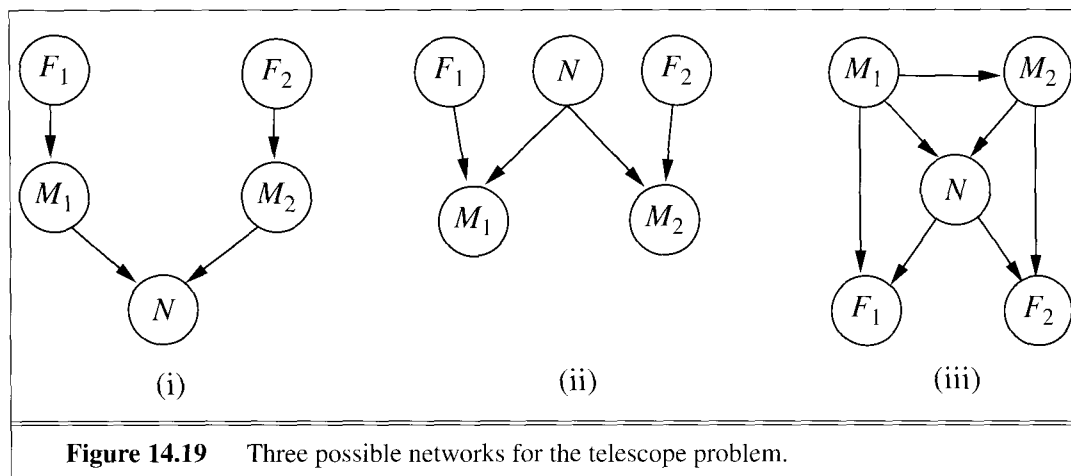 F1 F2 F1 N F2 M1 M2
M1 M2 M1 M2 N
N F1 F2
(i) (ii) (iii)
Figure 14.19 Three possible networks for the telescope problem.